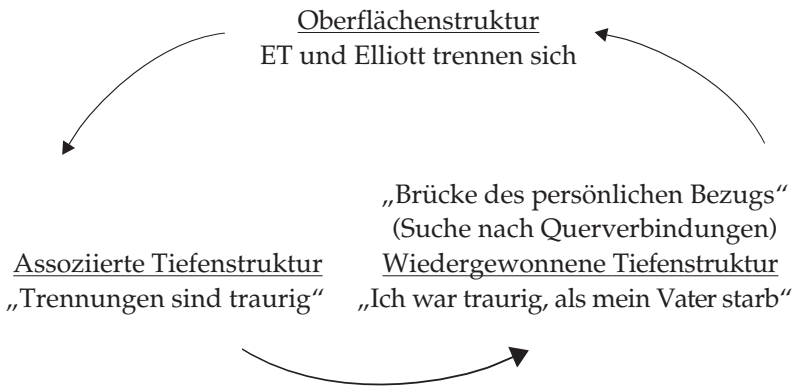 Oberflächenstruktur
ET und Elliott trennen sich
„Brücke des persönlichen Bezugs“
(Suche nach Querverbindungen)
Assoziierte Tiefenstruktur
Wiedergewonnene Tiefenstruktur
„Trennungen sind traurig“
„Ich war traurig, als mein Vater starb“